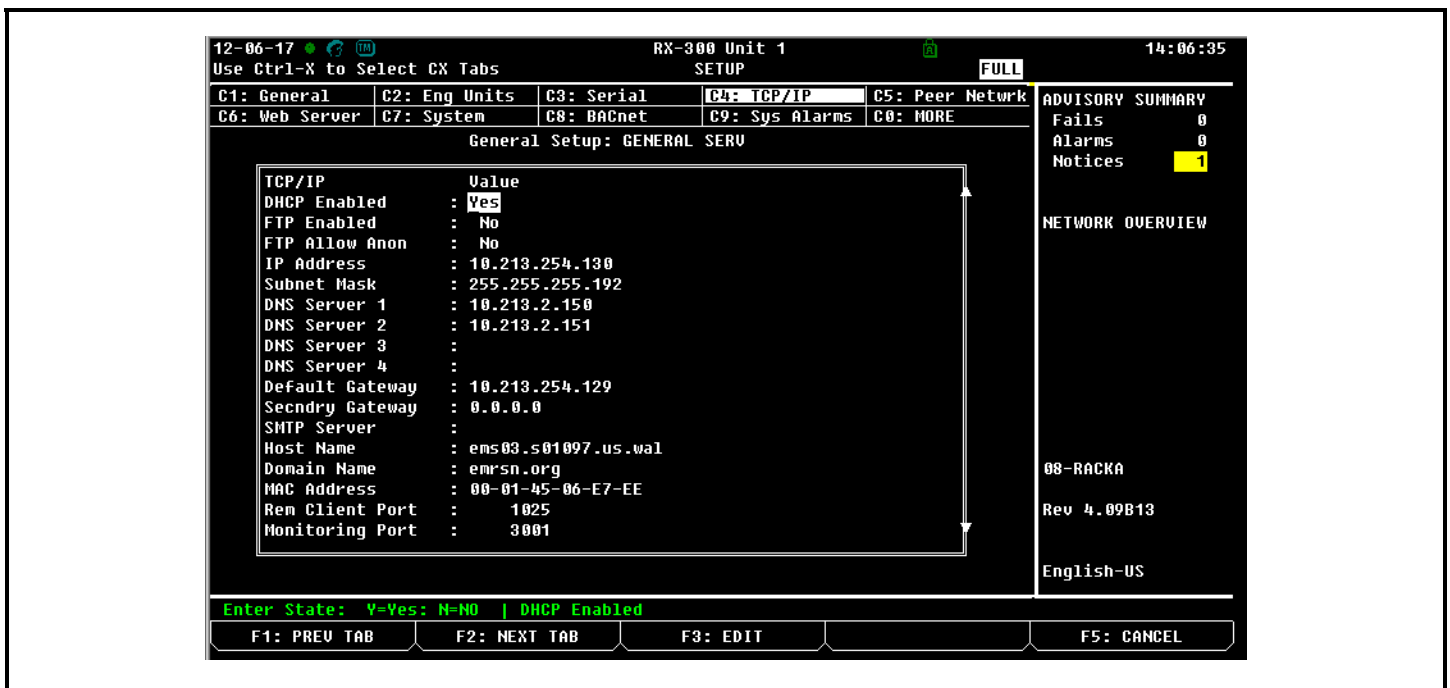 12-06-17 TM RX-300 Unit 1 R 14:06:35
Use Ctrl-X to Select CX Tabs SETUP FULL
C1: General C2: Eng Units C3: Serial C4: TCP/IP C5: Peer Netwrk
C6: Web Server C7: System C8: BACnet C9: Sys Alarms C0: MORE
General Setup: GENERAL SERV
TCP/IP Value
DHCP Enabled : Yes
FTP Enabled : No
FTP Allow Anon : No
IP Address : 10.213.254.130
Subnet Mask : 255.255.255.192
DNS Server 1 : 10.213.2.150
DNS Server 2 : 10.213.2.151
DNS Server 3 :
DNS Server 4 :
Default Gateway : 10.213.254.129
Secndry Gateway : 0.0.0.0
SMTP Server :
Host Name : ems03.s01097.us.wal
Domain Name : emrsn.org
MAC Address : 00-01-45-06-E7-EE
Rem Client Port : 1025
Monitoring Port : 3001
ADVISORY SUMMARY
Fails 0
Alarms 0
Notices 1
NETWORK OVERVIEW
08-RACKA
Rev 4.09B13
English-US
Enter State: Y=Yes: N=NO | DHCP Enabled
F1: PREV TAB F2: NEXT TAB F3: EDIT F5: CANCEL